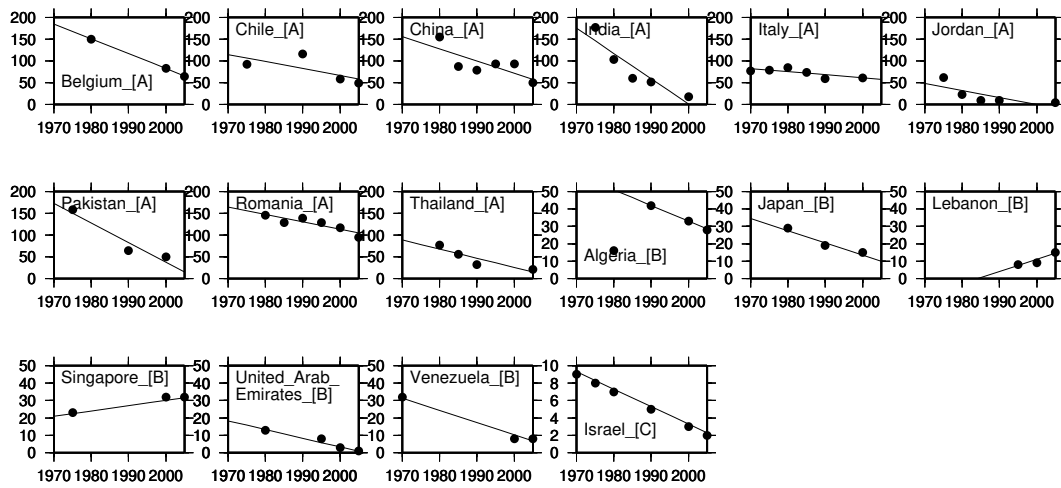 200 200 200 200 200 200
150 150 150 150 150 150
100 100 100 100 100 100
50 50 50 50 50 50
0 0 0 0 0 0
Belgium_[A]
Chile_[A]
China_[A]
India_[A]
Italy_[A]
Jordan_[A]
1970 1980 1990 2000 1970 1980 1990 2000 1970 1980 1990 2000 1970 1980 1990 2000 1970 1980 1990 2000 1970 1980 1990 2000
200 200 200 50 50 50
150 150 150 40 40 40
100 100 100 30 30 30
50 50 50 20 20 20
0 0 0 10 10 10
0 0 0
Pakistan_[A]
Romania_[A]
Thailand_[A]
Algeria_[B]
Japan_[B]
Lebanon_[B]
1970 1980 1990 2000 1970 1980 1990 2000 1970 1980 1990 2000 1970 1980 1990 2000 1970 1980 1990 2000 1970 1980 1990 2000
50 50 50 10
40 40 40 8
30 30 30 6
20 20 20 4
10 10 10 2
0 0 0 0
Singapore_[B]
United_Arab_
Emirates_[B]
Venezuela_[B]
Israel_[C]
1970 1980 1990 2000 1970 1980 1990 2000 1970 1980 1990 2000 1970 1980 1990 2000